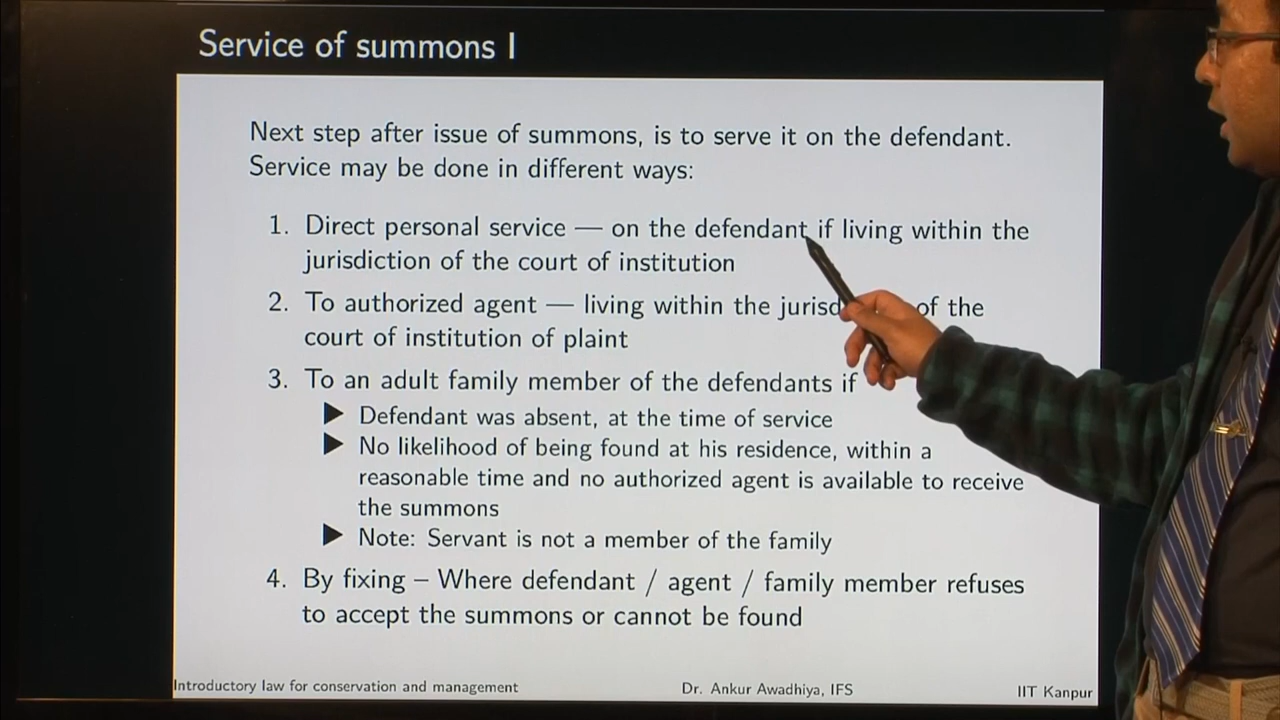 Service of summons I
Next step after issue of summons, is to serve it on the defendant.
Service may be done in different ways:
1. Direct personal service — on the defendant if living within the
jurisdiction of the court of institution
2. To authorized agent — living within the jurisd of the
court of institution of plaint
3. To an adult family member of the defendants if
▶ Defendant was absent, at the time of service
▶ No likelihood of being found at his residence, within a
reasonable time and no authorized agent is available to receive
the summons
▶ Note: Servant is not a member of the family
4. By fixing – Where defendant / agent / family member refuses
to accept the summons or cannot be found
Introductory law for conservation and management Dr. Ankur Awadhiya, IFS IIT Kanpur